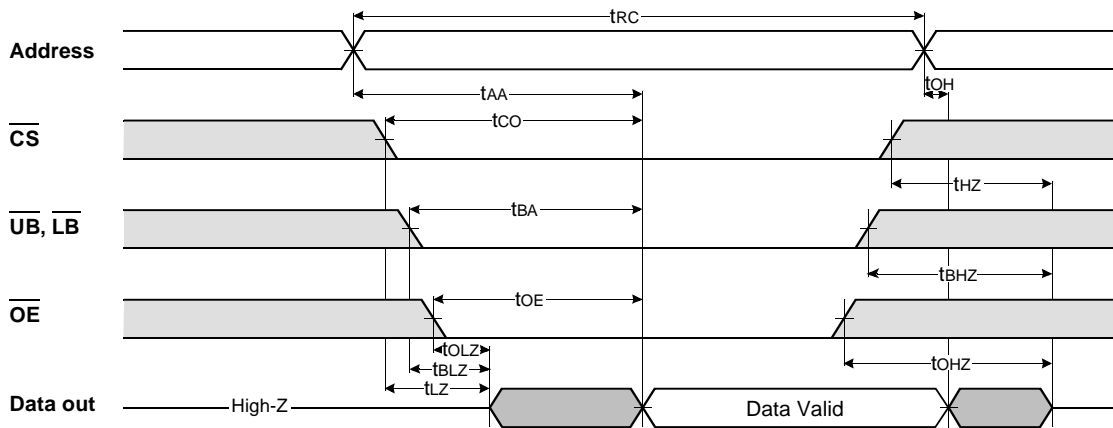 tRC
Address
tOH
tAA
tCO
CS
tHZ
tBA
UB, LB
tBHZ
tOE
OE
tOLZ
tBLZ
tOHZ
tLZ
Data out
High-Z
Data Valid